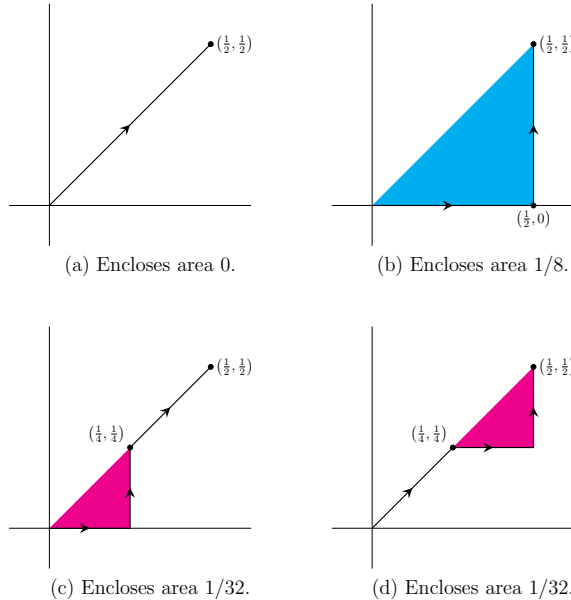 (1/2, 1/2)
(a) Encloses area 0.
(1/2, 1/2)
(1/2, 0)
(b) Encloses area 1/8.
(1/2, 1/2)
(1/4, 1/4)
(c) Encloses area 1/32.
(1/2, 1/2)
(1/4, 1/4)
(d) Encloses area 1/32.